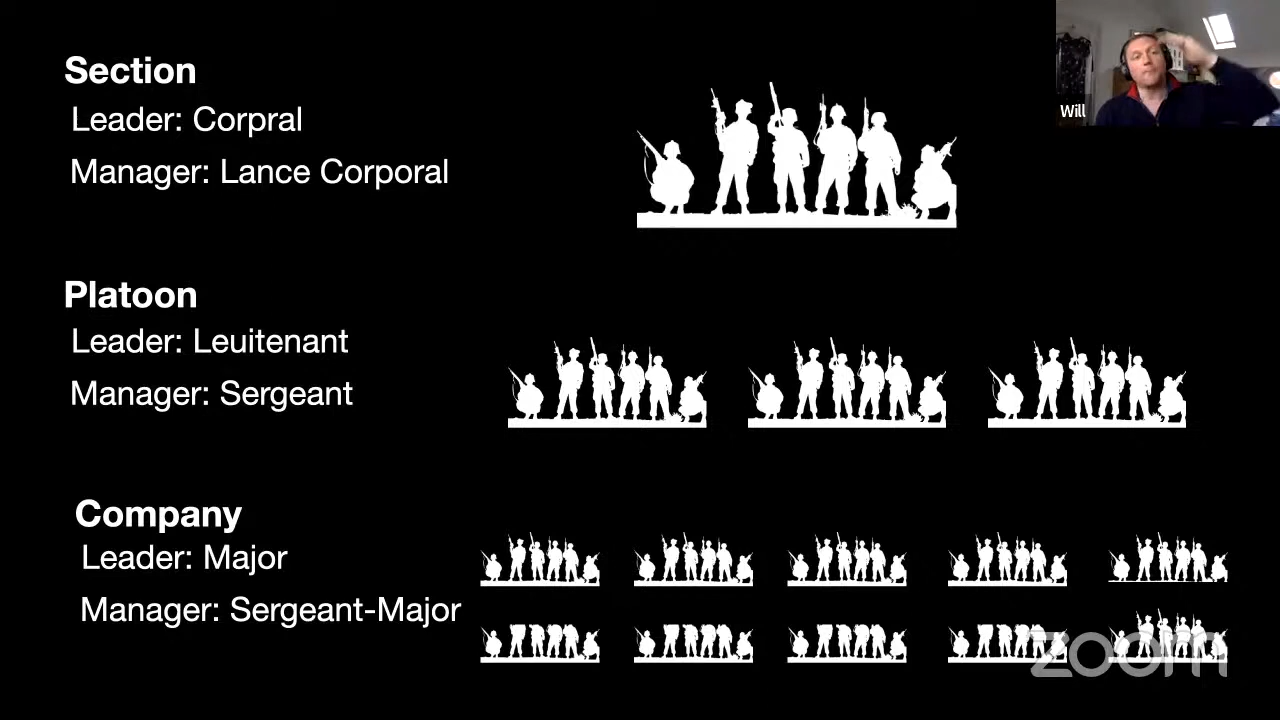 Section
Leader: Corpral
Manager: Lance Corporal
Will
Platoon
Leader: Leuitenant
Manager: Sergeant
Company
Leader: Major
Manager: Sergeant-Major
zoom